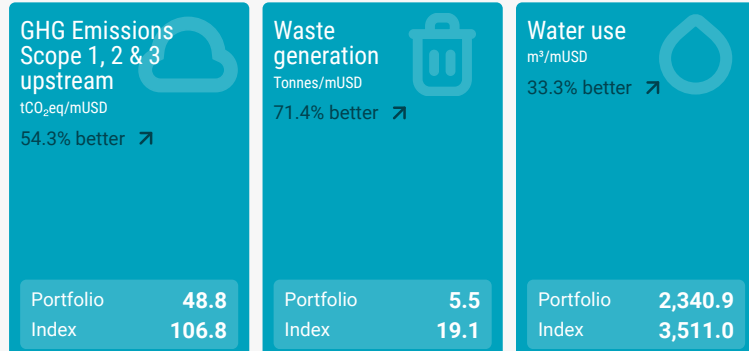 GHG Emissions
Scope 1, 2 & 3
upstream
tCO₂eq/mUSD
54.3% better
Portfolio 48.8
Index 106.8
Waste
generation
Tonnes/mUSD
71.4% better
Portfolio 5.5
Index 19.1
Water use
m³/mUSD
33.3% better
Portfolio 2,340.9
Index 3,511.0